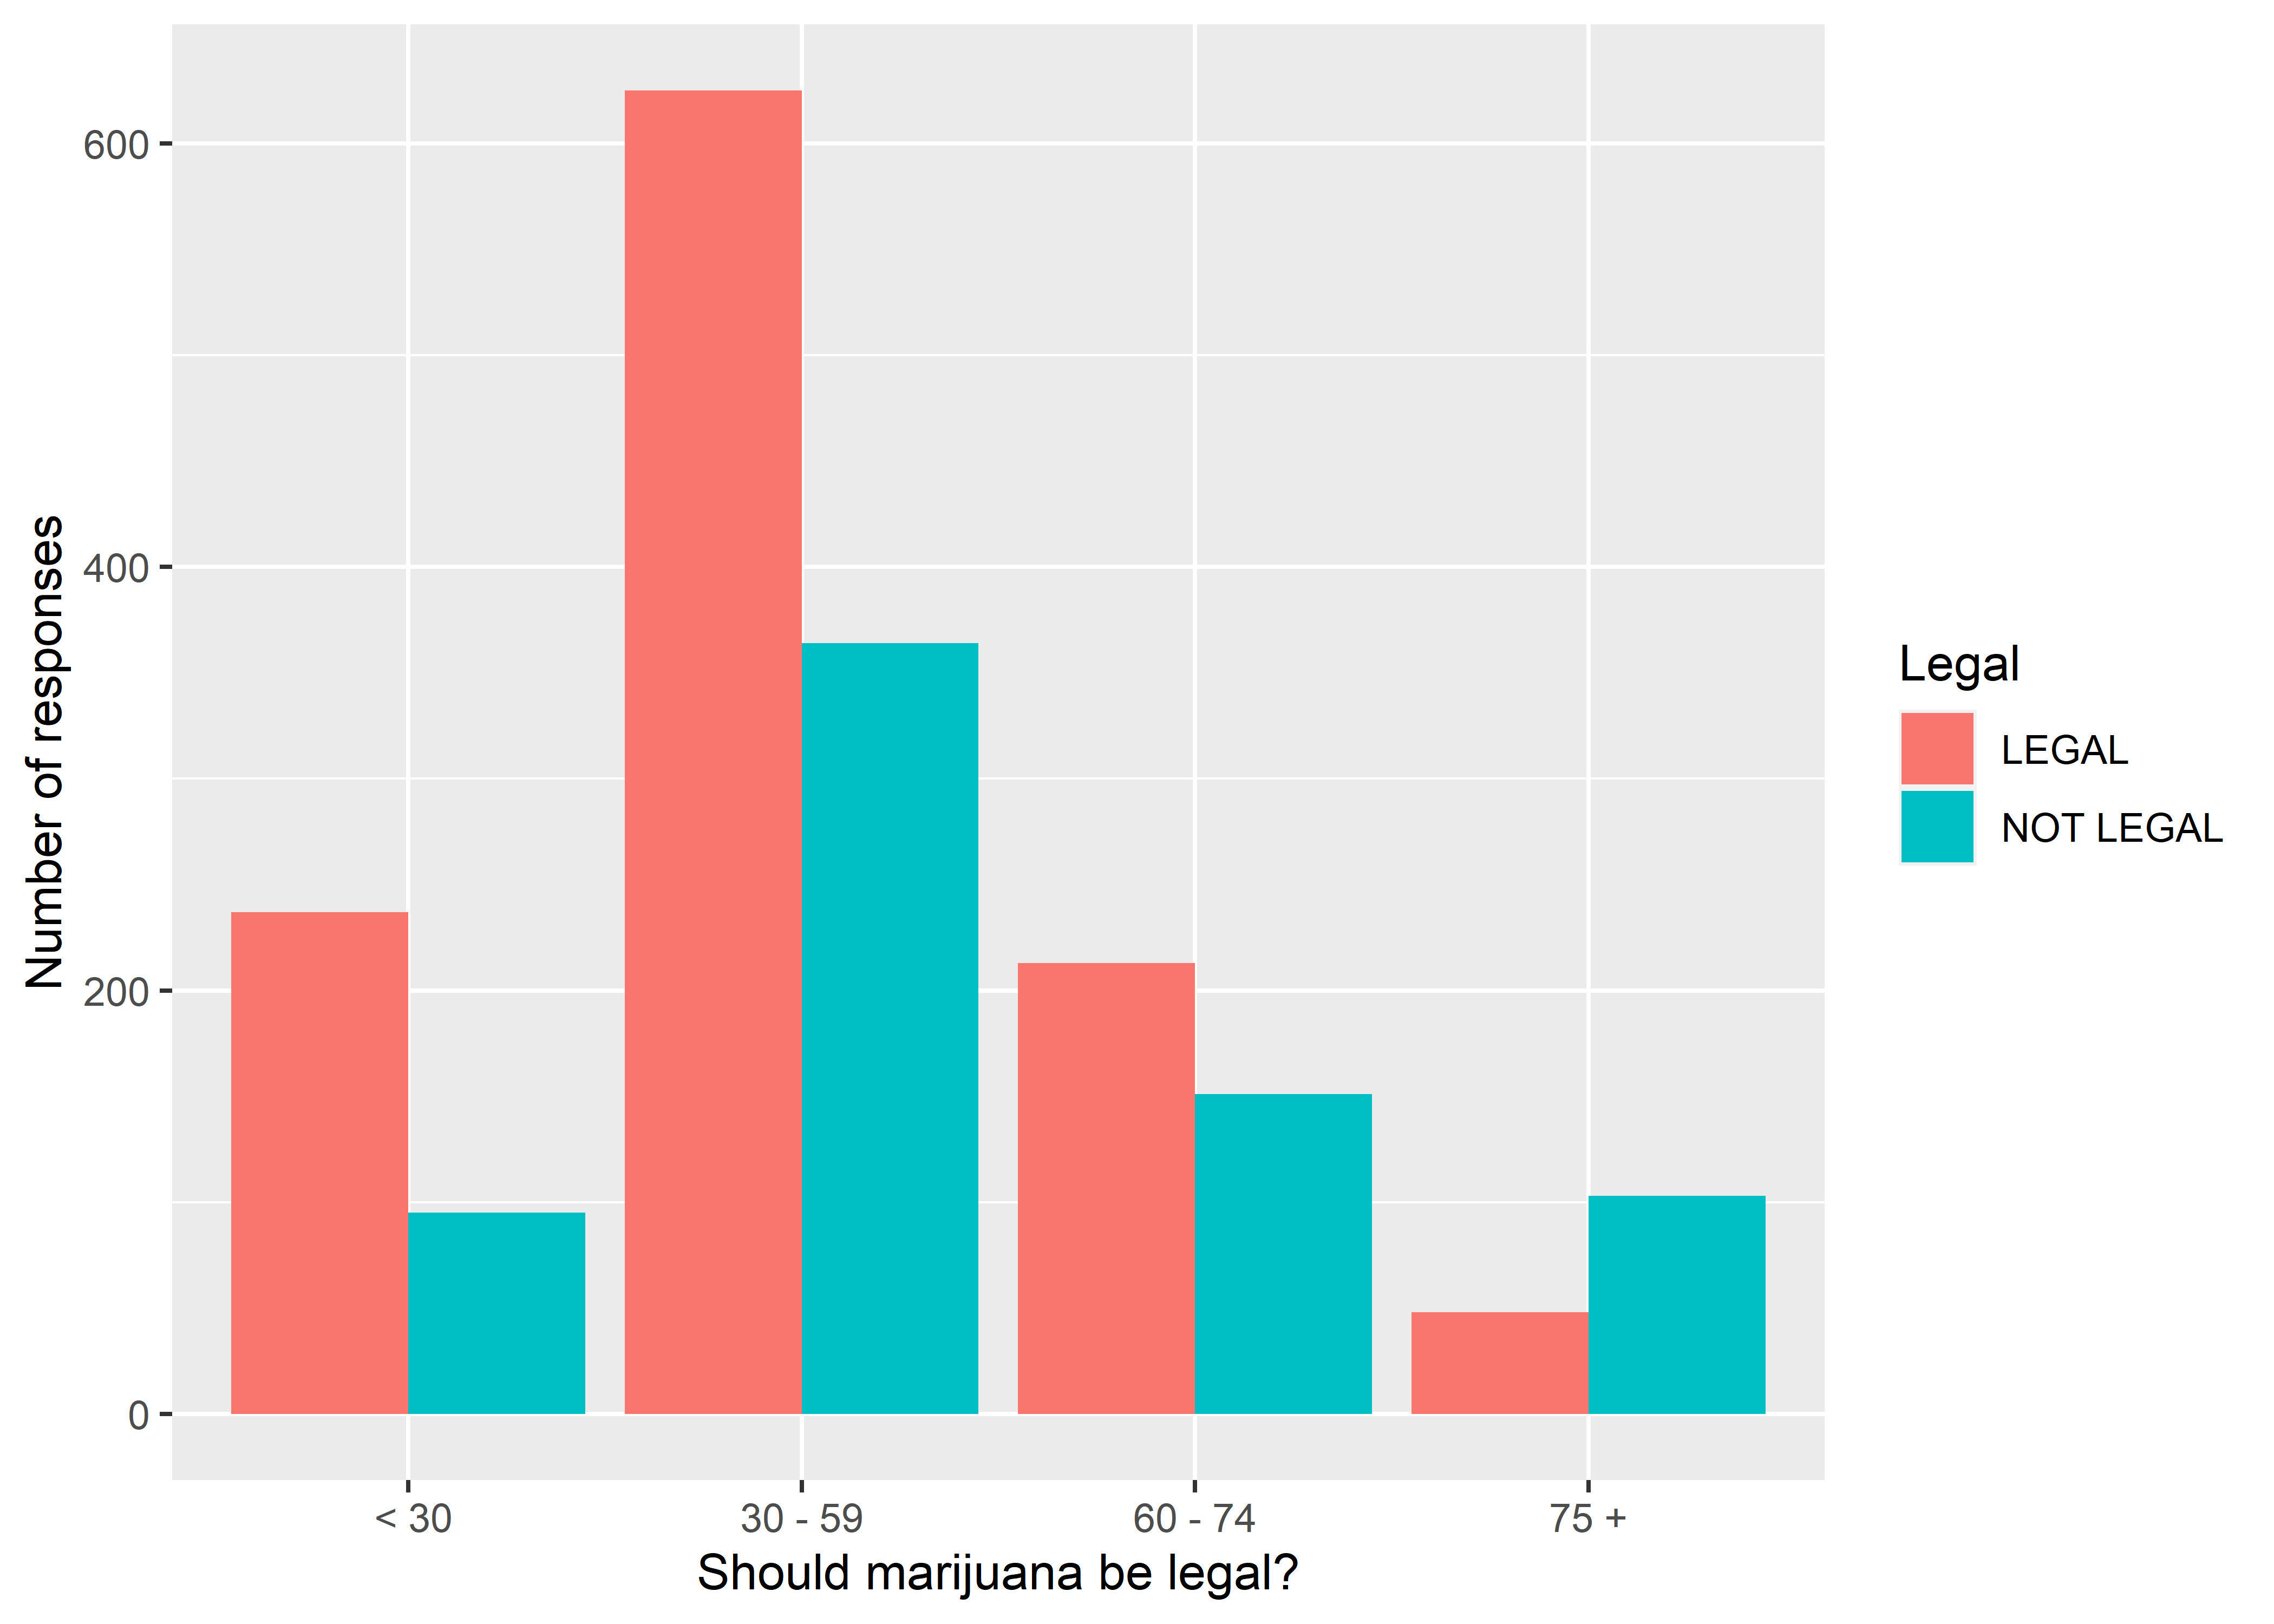 Number of responses
600
400
200
0
< 30
30 - 59
60 - 74
75 +
Should marijuana be legal?
Legal
LEGAL
NOT LEGAL